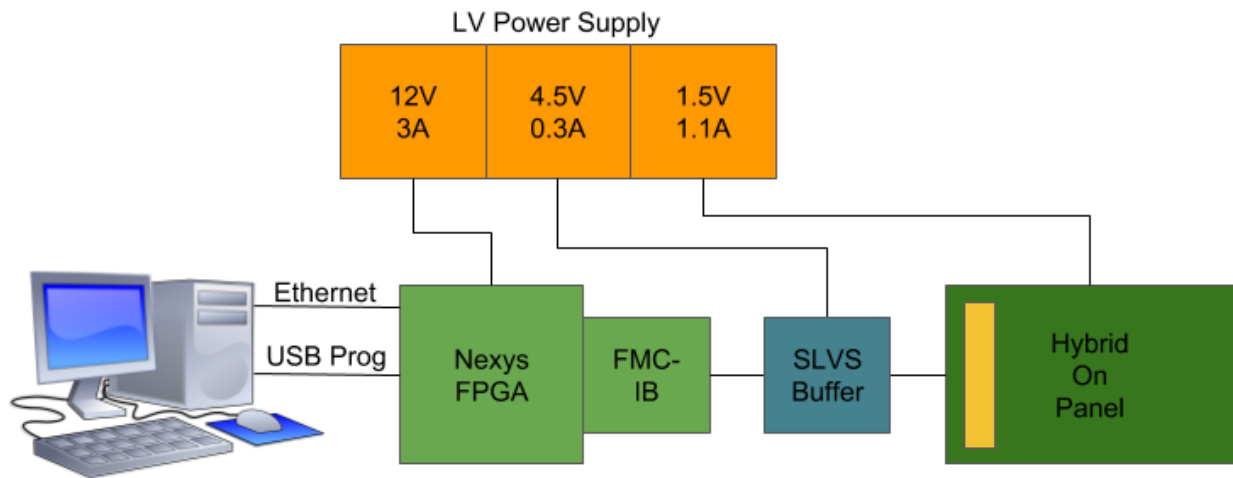 LV Power Supply
12V
3A
4.5V
0.3A
1.5V
1.1A
Ethernet
USB Prog
Nexys
FPGA
FMC-
IB
SLVS
Buffer
Hybrid
On
Panel